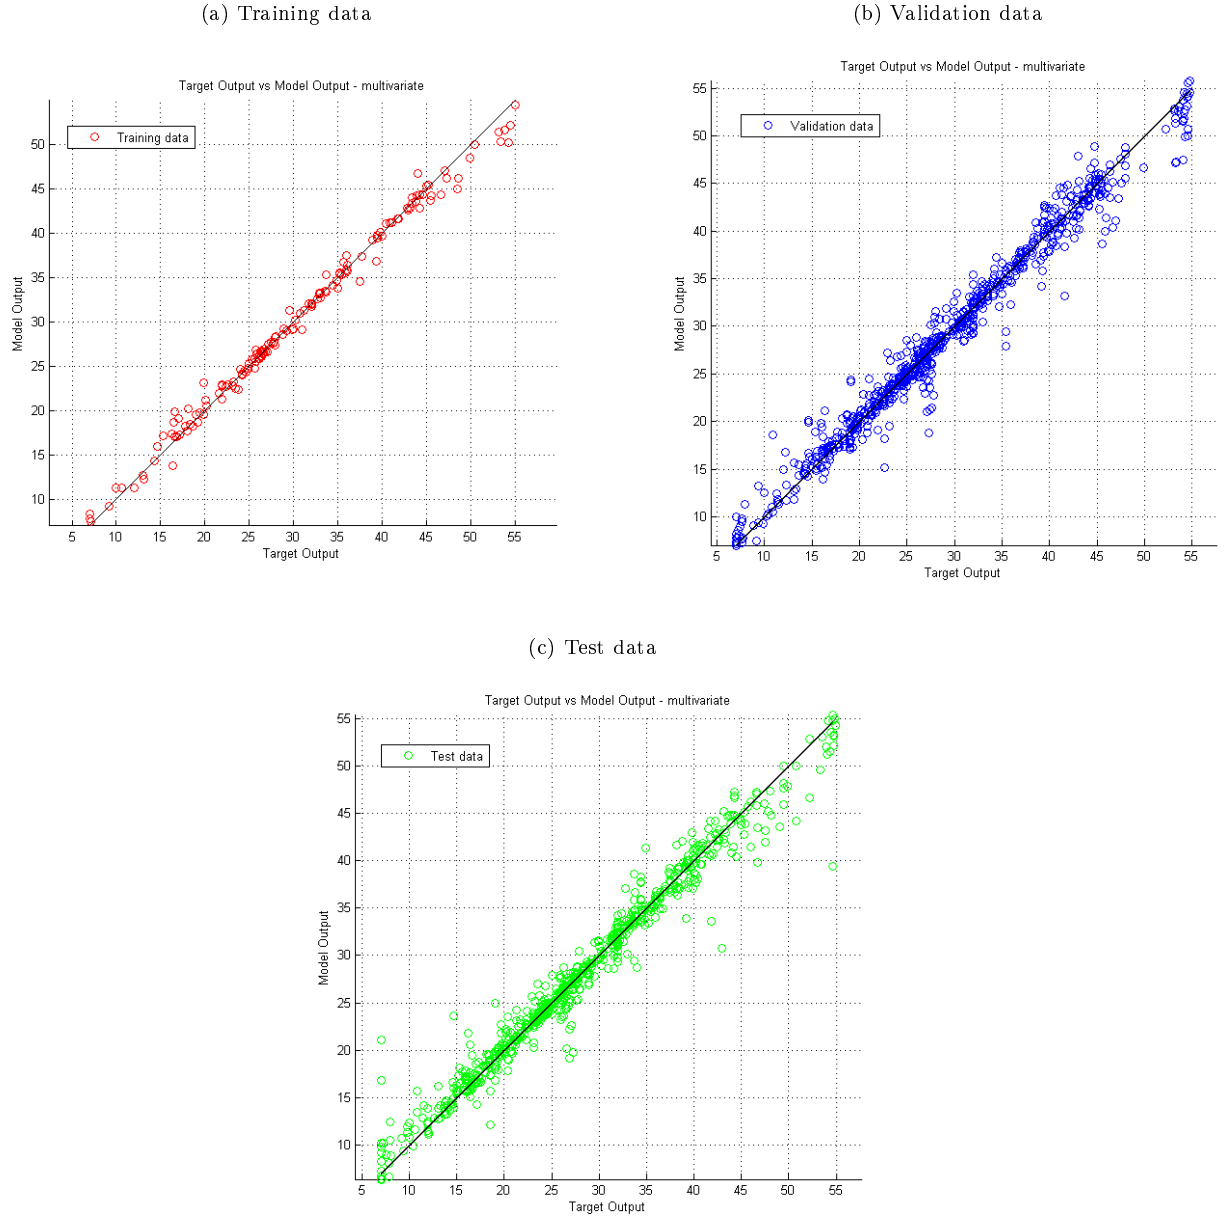 (a) Training data
Target Output vs Model Output - multivariate
Training data
50
45
40
35
30
25
20
15
10
Model Output
5 10 15 20 25 30 35 40 45 50 55
Target Output
(b) Validation data
Target Output vs Model Output - multivariate
Validation data
55
50
45
40
35
30
25
20
15
10
Model Output
5 10 15 20 25 30 35 40 45 50 55
Target Output
(c) Test data
Target Output vs Model Output - multivariate
Test data
55
50
45
40
35
30
25
20
15
10
Model Output
5 10 15 20 25 30 35 40 45 50 55
Target Output